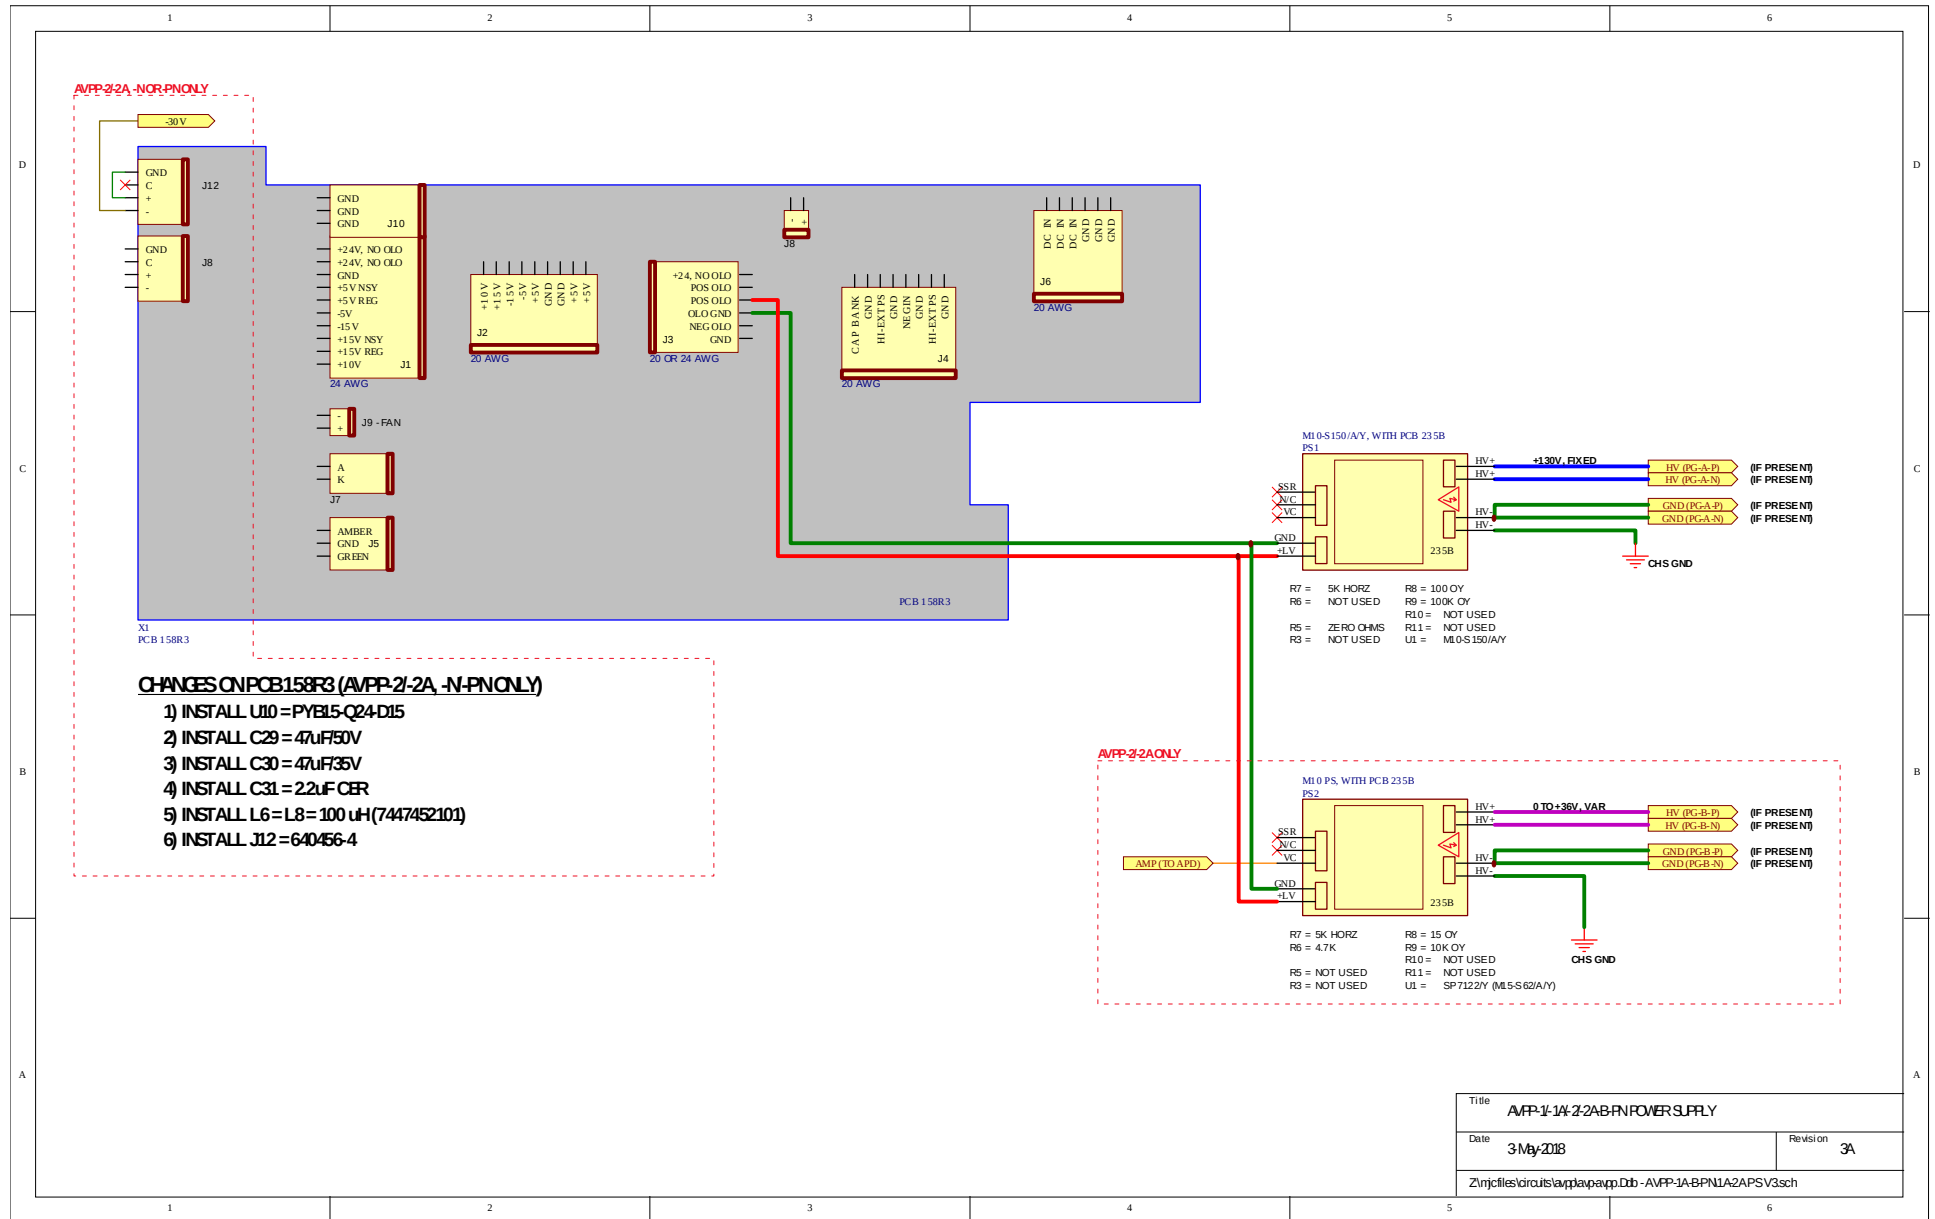 1 2 3 4 5 6
D D
C C
B B
A A
AVPP-2/-2A, -N OR -PN ONLY
-30V
GND
C
+
-
J12
GND
C
+
-
J8
GND
GND
GND
J10
+24V, NO OLO
+24V, NO OLO
GND
+5V NSY
+5V REG
-5V
-15V
+15V NSY
+15V REG
+10V
J1
24 AWG
-
+
J9 - FAN
A
K
J7
AMBER
GND
GREEN
J5
+10V
+15V
-15V
-5V
+5V
GND
GND
+5V
+5V
J2
20 AWG
+24, NO OLO
POS OLO
POS OLO
OLO GND
NEG OLO
GND
J3
20 OR 24 AWG
-
+
J8
CAP BANK
GND
HI-EXT PS
GND
NEG IN
GND
HI-EXT PS
GND
J4
20 AWG
DC IN
DC IN
DC IN
GND
GND
GND
J6
20 AWG
PCB 158R3
X1
PCB 158R3
CHANGES ON PCB158R3 (AVPP-2/-2A, -N/-PN ONLY)
1) INSTALL U10 = PYB15-Q24-D15
2) INSTALL C29 = 47uF/50V
3) INSTALL C30 = 47uF/35V
4) INSTALL C31 = 2.2uF CER
5) INSTALL L6 = L8 = 100 uH (7447452101)
6) INSTALL J12 = 640456-4
M10-S150/A/Y, WITH PCB 235B
PS1
SSR
N/C
VC
GND
+LV
HV+
HV+
HV-
HV-
235B
+130V, FIXED
HV (PG-A-P) (IF PRESENT)
HV (PG-A-N) (IF PRESENT)
GND (PG-A-P) (IF PRESENT)
GND (PG-A-N) (IF PRESENT)
CHS GND
R7 = 5K HORZ R8 = 100 OY
R6 = NOT USED R9 = 100K OY
R10 = NOT USED
R5 = ZERO OHMS R11 = NOT USED
R3 = NOT USED U1 = M10-S150/A/Y
AVPP-2/-2A ONLY
M10 PS, WITH PCB 235B
PS2
SSR
N/C
VC
GND
+LV
AMP (TO APD)
HV+
HV+
HV-
HV-
235B
0 TO +36V, VAR
HV (PG-B-P) (IF PRESENT)
HV (PG-B-N) (IF PRESENT)
GND (PG-B-P) (IF PRESENT)
GND (PG-B-N) (IF PRESENT)
CHS GND
R7 = 5K HORZ R8 = 15 OY
R6 = 4.7K R9 = 10K OY
R10 = NOT USED
R5 = NOT USED R11 = NOT USED
R3 = NOT USED U1 = SP7122/Y (M15-S62/A/Y)
Title
AVPP-1/-1A/-2/-2A-B-PN POWER SUPPLY
Date
3-May-2018
Revision
3A
Z:\mjcfiles\circuits\avpp\avp-avpp.Ddb - AVPP-1A-B-PN\1A-2A PS V3.sch
1 2 3 4 5 6